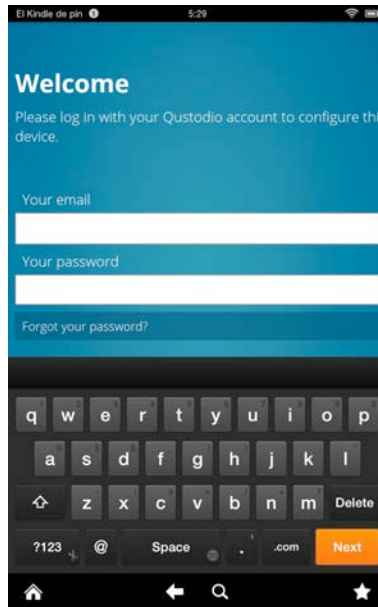 El Kindle de pin 1 5:29
Welcome
Please log in with your Qustodio account to configure thi
device.
Your email
Your password
Forgot your password?
q w e r t y u i o p
a s d f g h j k l
z x c v b n m Delete
?123 @ Space . .com Next